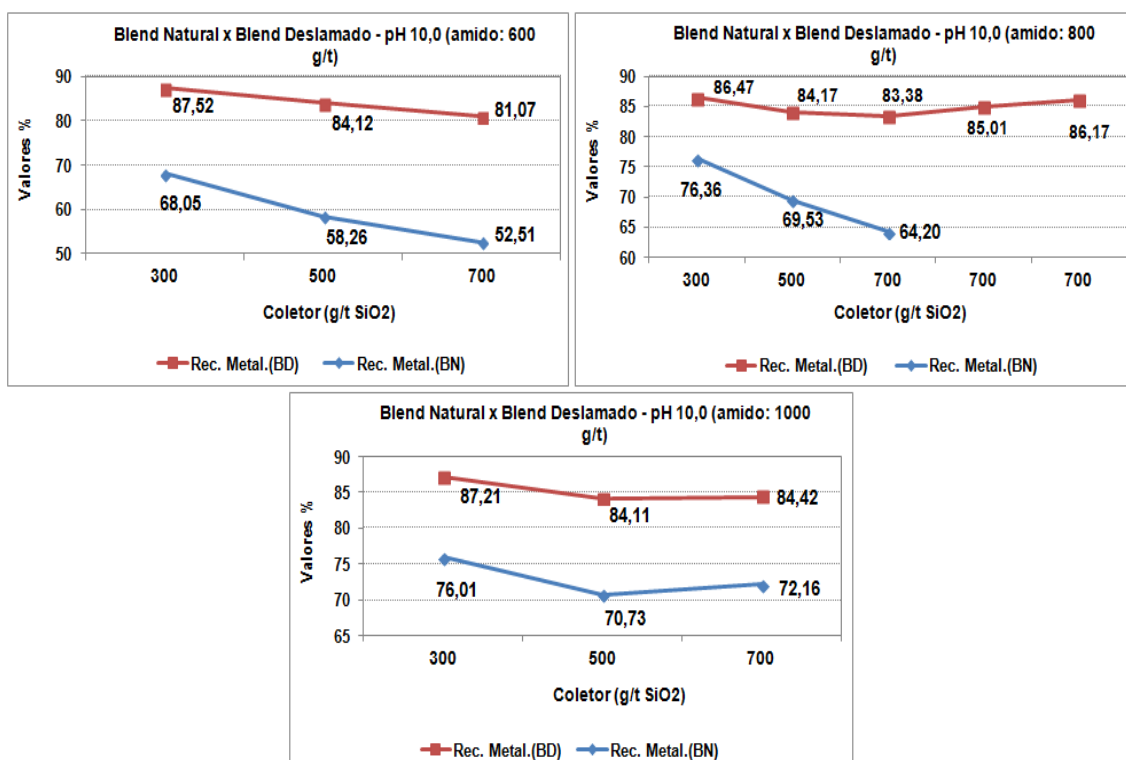 Blend Natural x Blend Deslamado - pH 10,0 (amido: 600
g/t)
90
80
70
60
50
Valores %
87,52
84,12
81,07
68,05
58,26
52,51
300
500
700
Coletor (g/t SiO2)
Rec. Metal.(BD)
Rec. Metal.(BN)
Blend Natural x Blend Deslamado - pH 10,0 (amido: 800
g/t)
90
85
80
75
70
65
60
Valores %
86,47
84,17
83,38
85,01
86,17
76,36
69,53
64,20
300
500
700
700
700
Coletor (g/t SiO2)
Rec. Metal.(BD)
Rec. Metal.(BN)
Blend Natural x Blend Deslamado - pH 10,0 (amido: 1000
g/t)
90
85
80
75
70
65
Valores %
87,21
84,11
84,42
76,01
70,73
72,16
300
500
700
Coletor (g/t SiO2)
Rec. Metal.(BD)
Rec. Metal.(BN)